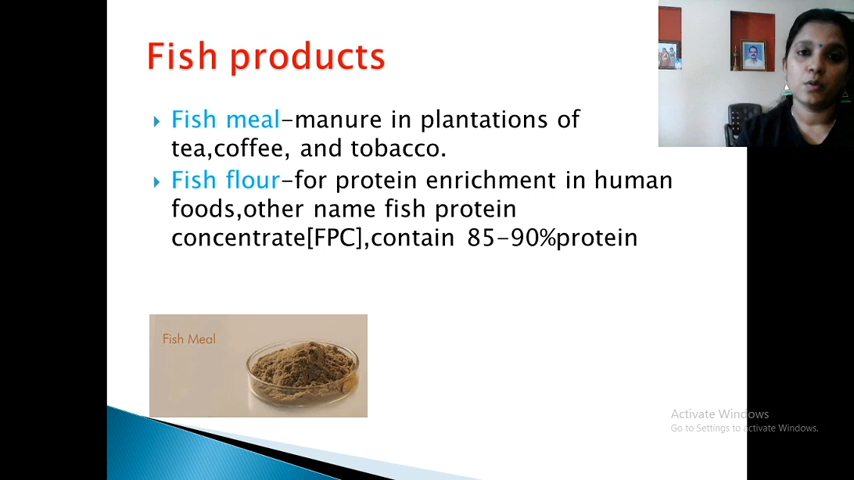 Fish products
Fish meal-manure in plantations of
tea,coffee, and tobacco.
Fish flour-for protein enrichment in human
foods,other name fish protein
concentrate[FPC],contain 85-90%protein
Fish Meal
Activate Windows
Go to Settings to activate Windows.